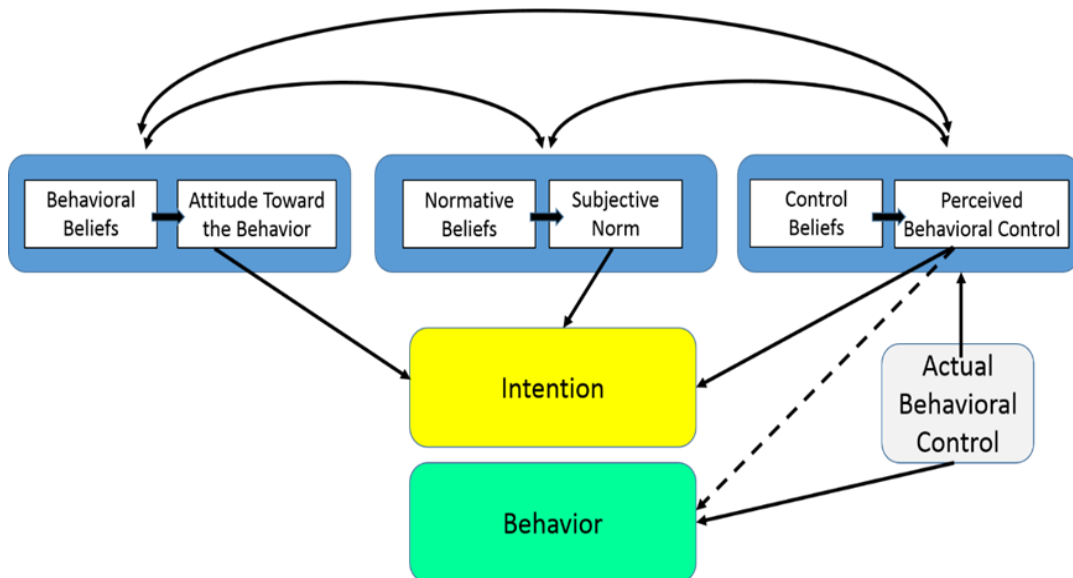 Behavioral
Beliefs
Attitude Toward
the Behavior
Normative
Beliefs
Subjective
Norm
Control
Beliefs
Perceived
Behavioral Control
Intention
Actual
Behavioral
Control
Behavior